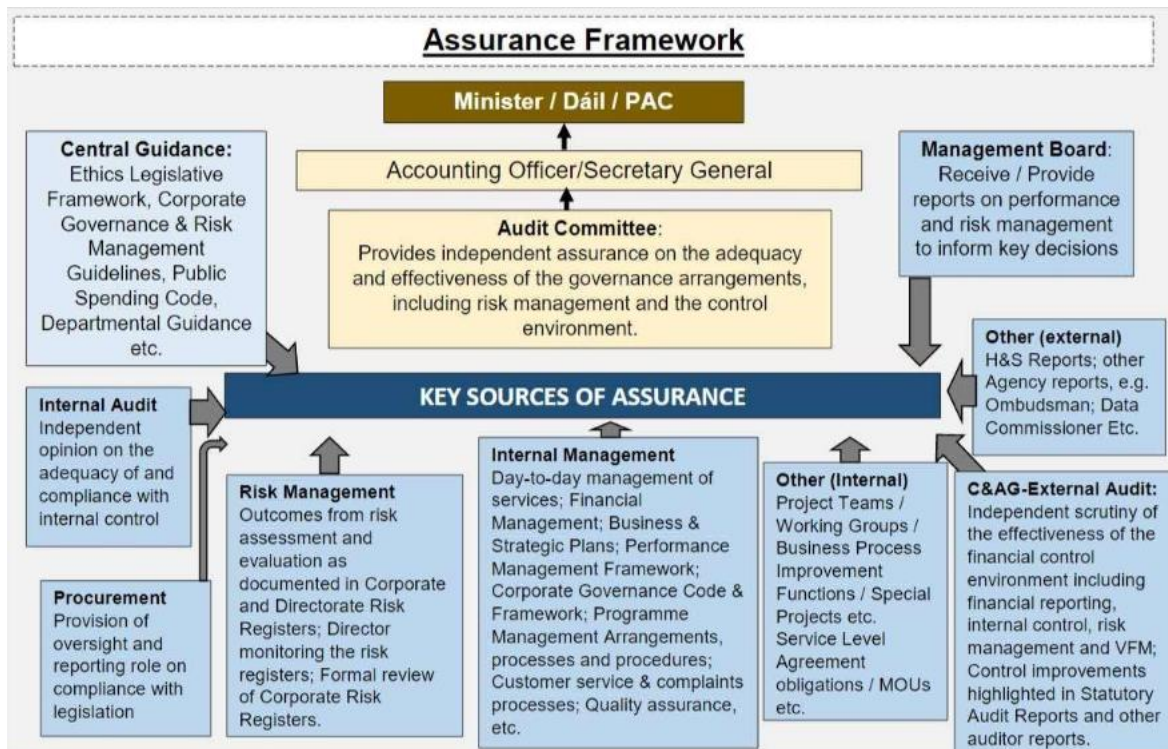 Assurance Framework
Minister / Dáil / PAC
Accounting Officer/Secretary General
Audit Committee:
Provides independent assurance on the adequacy
and effectiveness of the governance arrangements,
including risk management and the control
environment.
Central Guidance:
Ethics Legislative
Framework, Corporate
Governance & Risk
Management
Guidelines, Public
Spending Code,
Departmental Guidance
etc.
Management Board:
Receive / Provide
reports on performance
and risk management
to inform key decisions
KEY SOURCES OF ASSURANCE
Other (external)
H&S Reports; other
Agency reports, e.g.
Ombudsman; Data
Commissioner Etc.
Internal Audit
Independent
opinion on the
adequacy of and
compliance with
internal control
Procurement
Provision of
oversight and
reporting role on
compliance with
legislation
Risk Management
Outcomes from risk
assessment and
evaluation as
documented in Corporate
and Directorate Risk
Registers; Director
monitoring the risk
registers; Formal review
of Corporate Risk
Registers.
Internal Management
Day-to-day management of
services; Financial
Management; Business &
Strategic Plans; Performance
Management Framework;
Corporate Governance Code &
Framework; Programme
Management Arrangements,
processes and procedures;
Customer service & complaints
processes; Quality assurance,
etc.
Other (Internal)
Project Teams /
Working Groups /
Business Process
Improvement
Functions / Special
Projects etc.
Service Level
Agreement
obligations / MOUs
etc.
C&AG-External Audit:
Independent scrutiny of
the effectiveness of the
financial control
environment including
financial reporting,
internal control, risk
management and VFM;
Control improvements
highlighted in Statutory
Audit Reports and other
auditor reports.